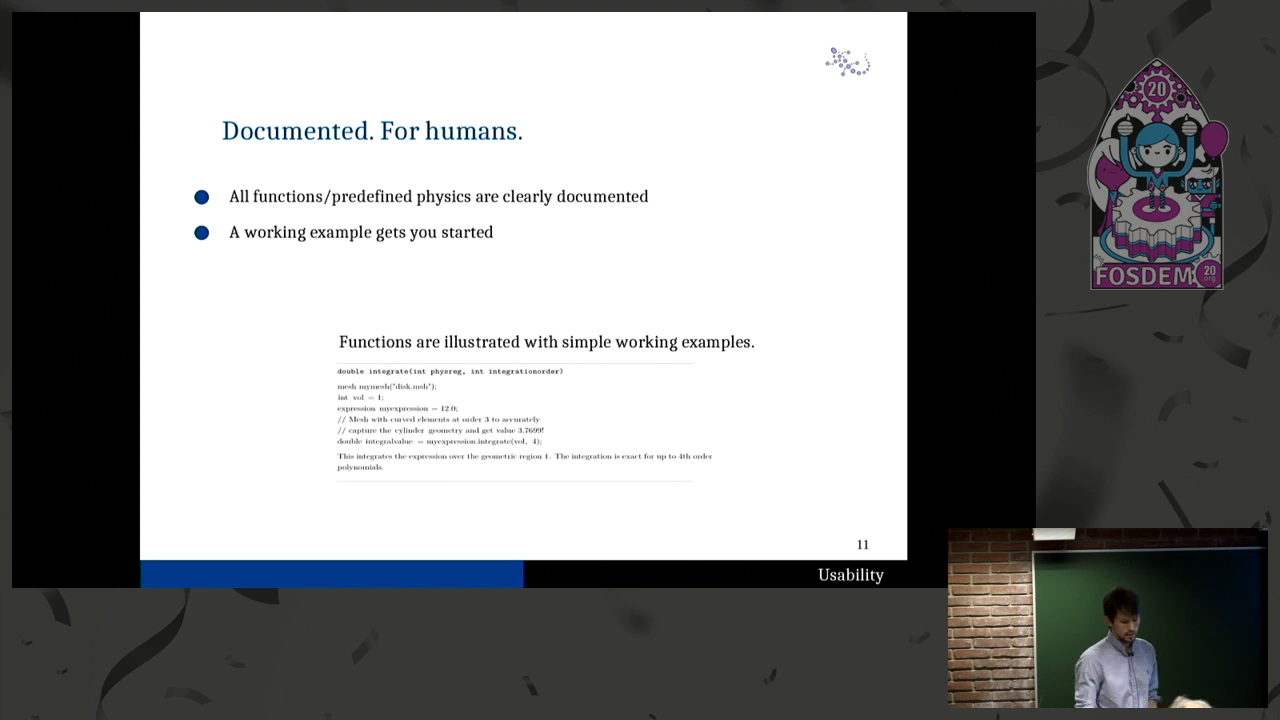 Documented. For humans.
All functions/predefined physics are clearly documented
A working example gets you started
Functions are illustrated with simple working examples.
double integrate(int physreg, int integrationorder)
mesh mymesh("disk.msh");
int vol = 1;
expression myexpression = 12.0;
// Mesh with curved elements at order 3 to accurately
// capture the cylinder geometry and get value 3.7699!
double integralvalue = myexpression.integrate(vol, 4);
This integrates the expression over the geometric region 1. The integration is exact for up to 4th order
polynomials.
11
Usability
20
FOSDEM
20
.org